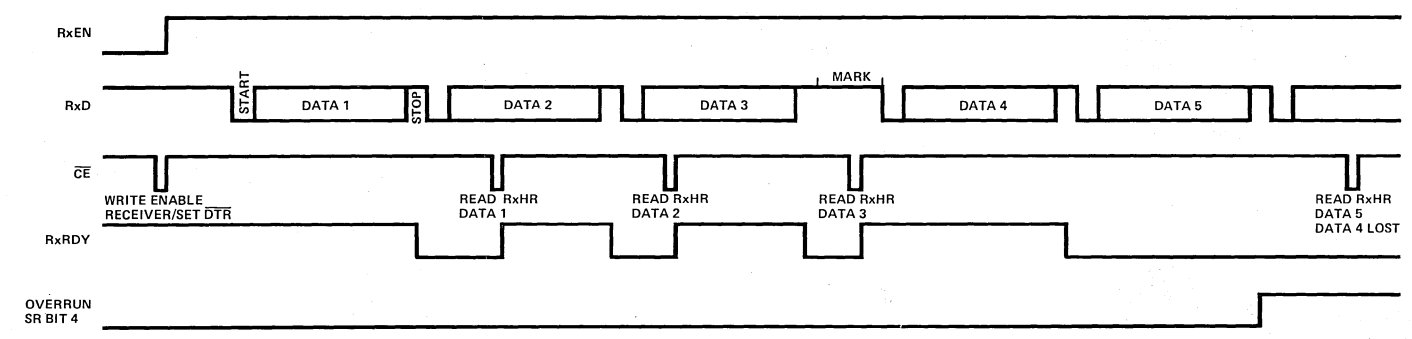 RxEN
MARK
RxD
START
DATA 1
STOP
DATA 2
DATA 3
DATA 4
DATA 5
CE
WRITE ENABLE
RECEIVER/SET DTR
READ RxHR
DATA 1
READ RxHR
DATA 2
READ RxHR
DATA 3
READ RxHR
DATA 5
DATA 4 LOST
RxRDY
OVERRUN
SR BIT 4